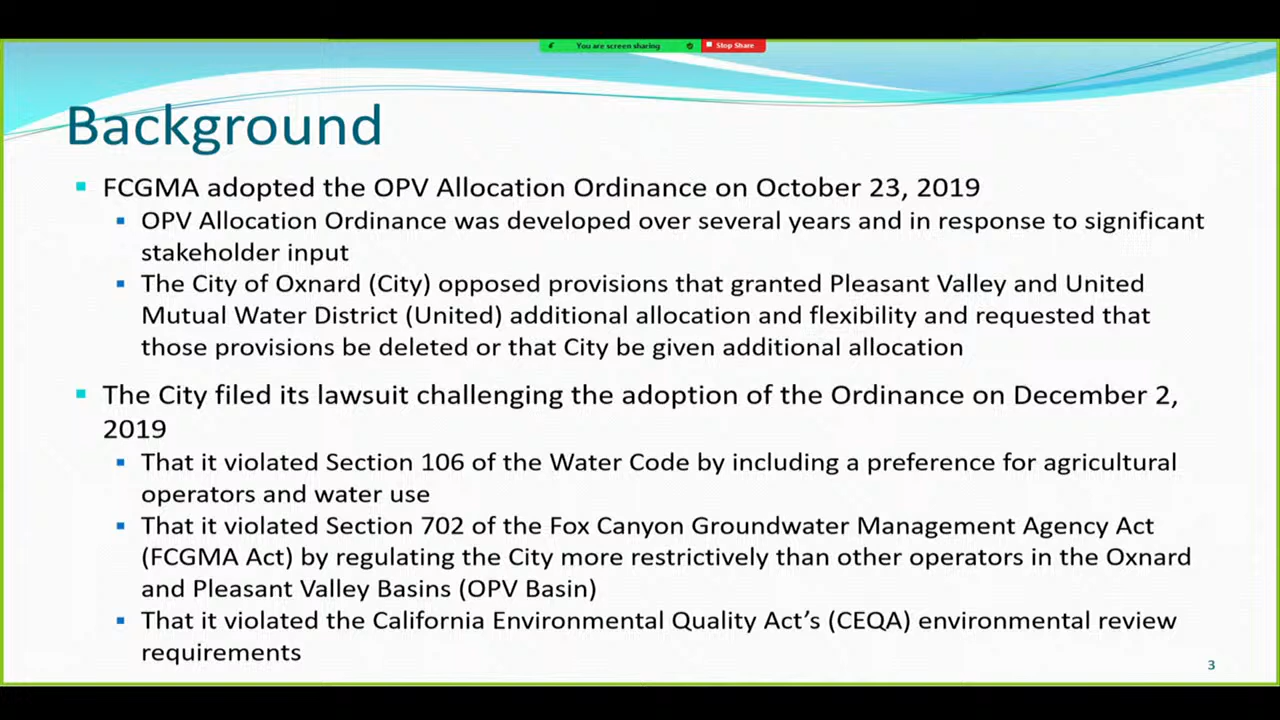 You are screen sharing
Stop Share
Background
FCGMA adopted the OPV Allocation Ordinance on October 23, 2019
OPV Allocation Ordinance was developed over several years and in response to significant
stakeholder input
The City of Oxnard (City) opposed provisions that granted Pleasant Valley and United
Mutual Water District (United) additional allocation and flexibility and requested that
those provisions be deleted or that City be given additional allocation
The City filed its lawsuit challenging the adoption of the Ordinance on December 2,
2019
That it violated Section 106 of the Water Code by including a preference for agricultural
operators and water use
That it violated Section 702 of the Fox Canyon Groundwater Management Agency Act
(FCGMA Act) by regulating the City more restrictively than other operators in the Oxnard
and Pleasant Valley Basins (OPV Basin)
That it violated the California Environmental Quality Act’s (CEQA) environmental review
requirements
3